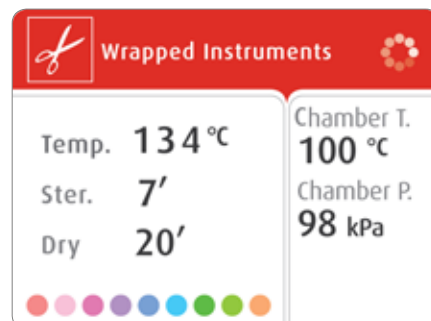 Wrapped Instruments
Temp. 134°C
Ster. 7′
Dry 20′
Chamber T.
100 °C
Chamber P.
98 kPa